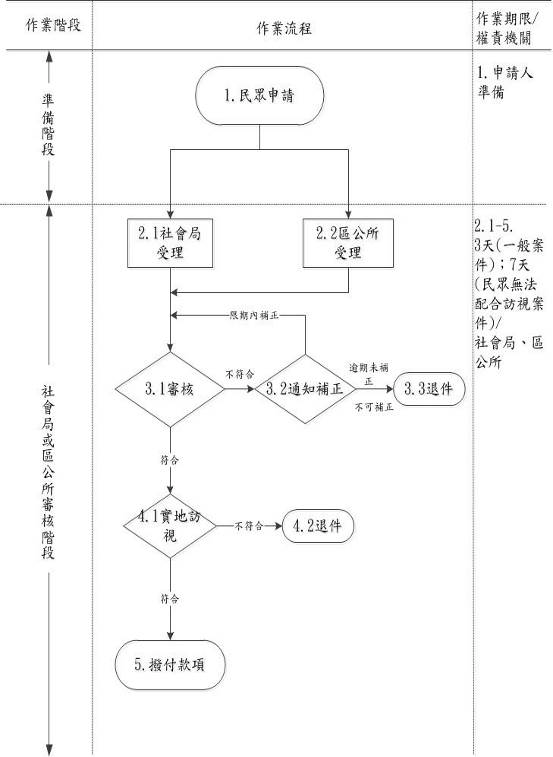 作業階段
作業流程
作業期限/
權責機關
準備階段
1.民眾申請
1.申請人
準備
社會局或區公所審核階段
2.1社會局
受理
2.2區公所
受理
2.1-5.
3天(一般案
件)；7天
(民眾無法
配合訪視案
件)/
社會局、區
公所
限期內補正
3.1審核
不符合
3.2通知補正
逾期未補
正
不可補正
3.3退件
符合
4.1實地訪
視
不符合
4.2退件
符合
5.撥付款項